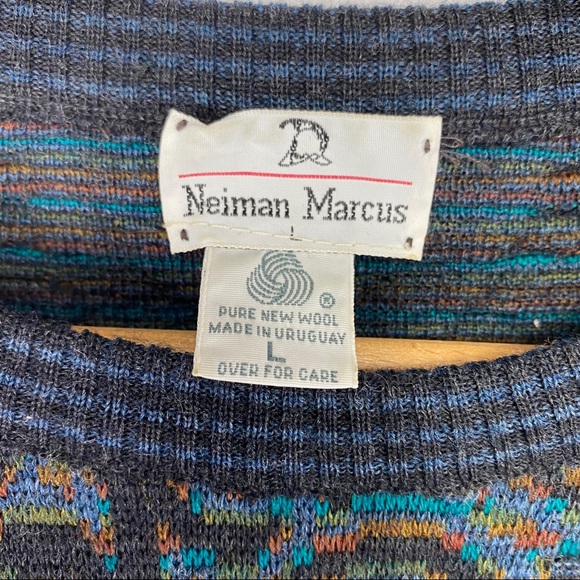 Neiman Marcus
L
®
PURE NEW WOOL
MADE IN URUGUAY
L
OVER FOR CARE